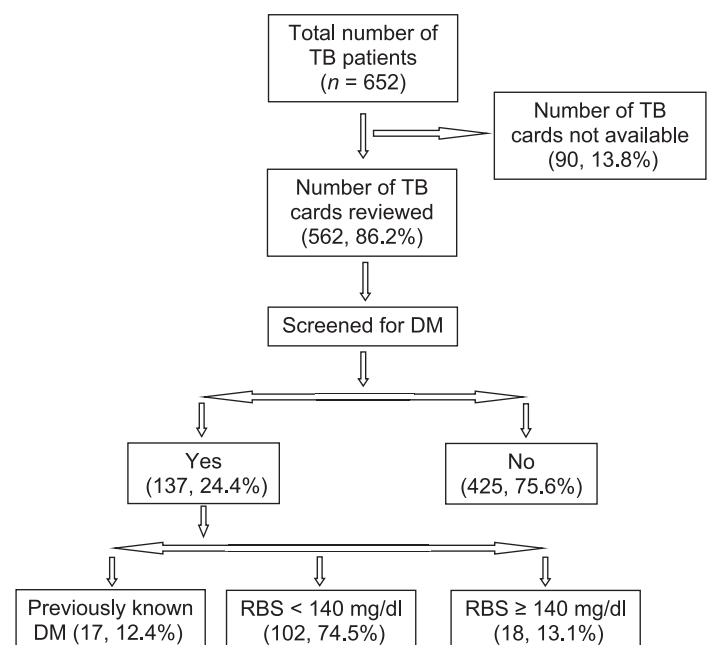 Total number of
TB patients
(n = 652)
Number of TB
cards not available
(90, 13.8%)
Number of TB
cards reviewed
(562, 86.2%)
Screened for DM
Yes
(137, 24.4%)
No
(425, 75.6%)
Previously known
DM (17, 12.4%)
RBS < 140 mg/dl
(102, 74.5%)
RBS ≥ 140 mg/dl
(18, 13.1%)